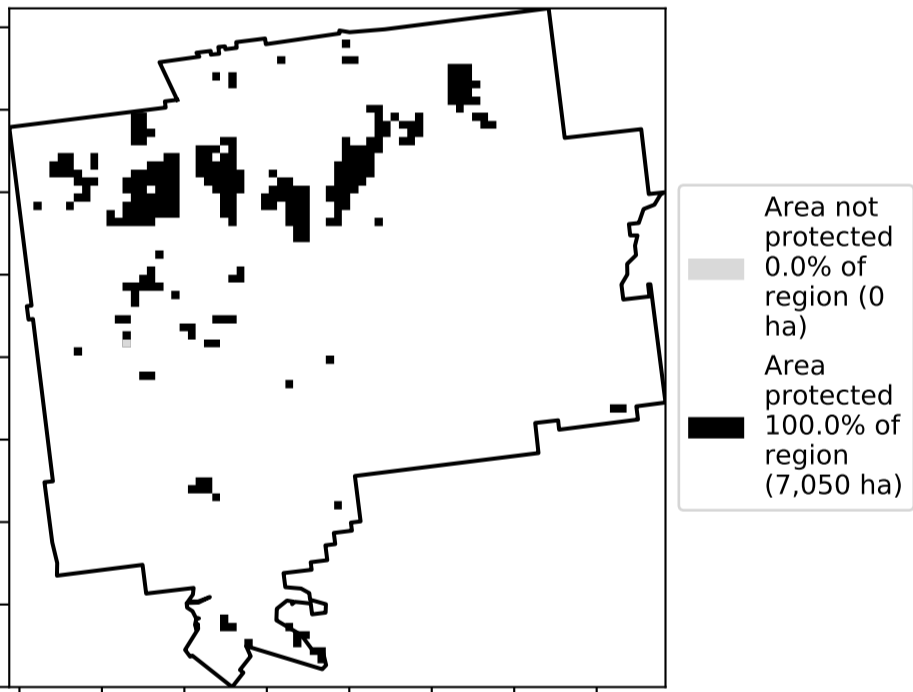 Area not
protected
0.0% of
region (0
ha)
Area
protected
100.0% of
region
(7,050 ha)